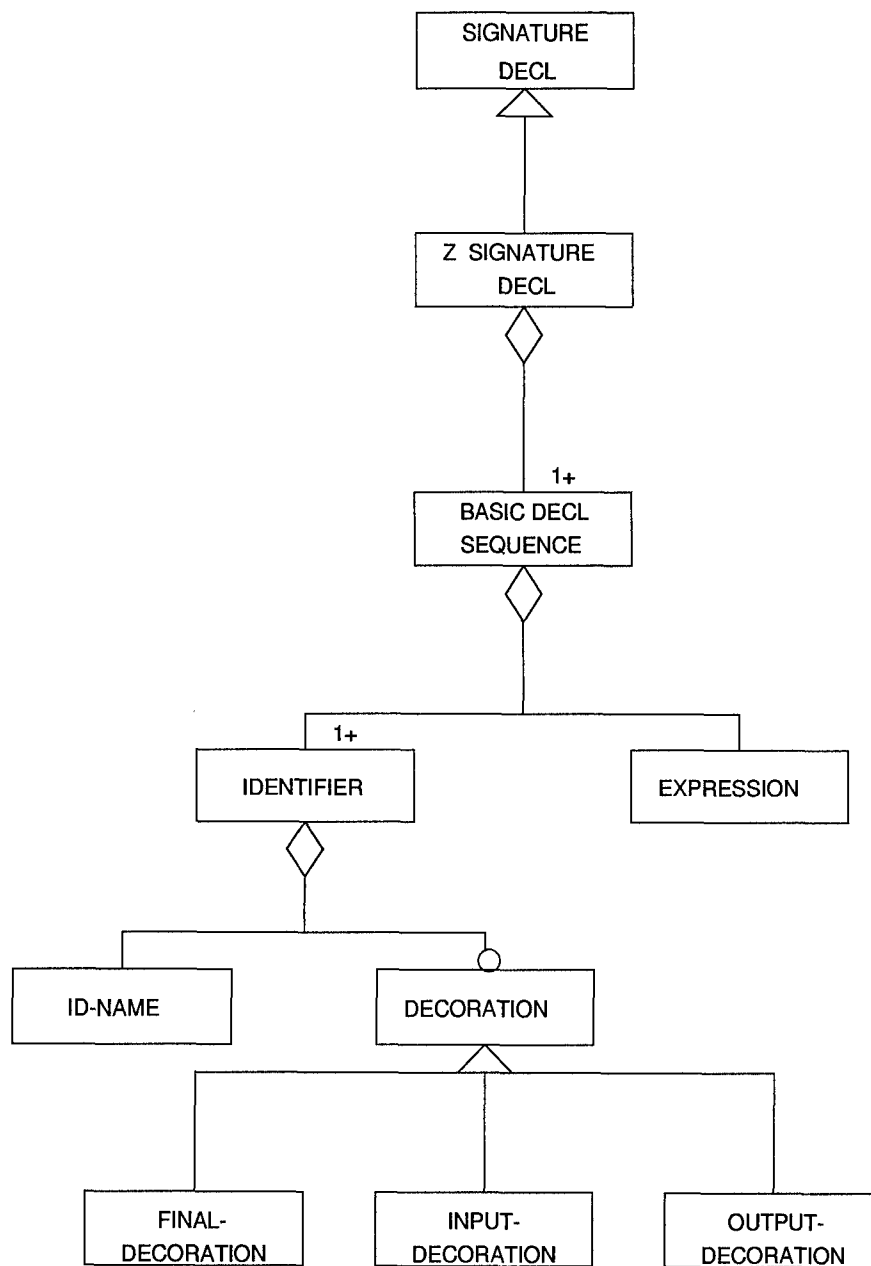 SIGNATURE
DECL
Z SIGNATURE
DECL
1+
BASIC DECL
SEQUENCE
1+
IDENTIFIER
EXPRESSION
ID-NAME
DECORATION
FINAL-
DECORATION
INPUT-
DECORATION
OUTPUT-
DECORATION